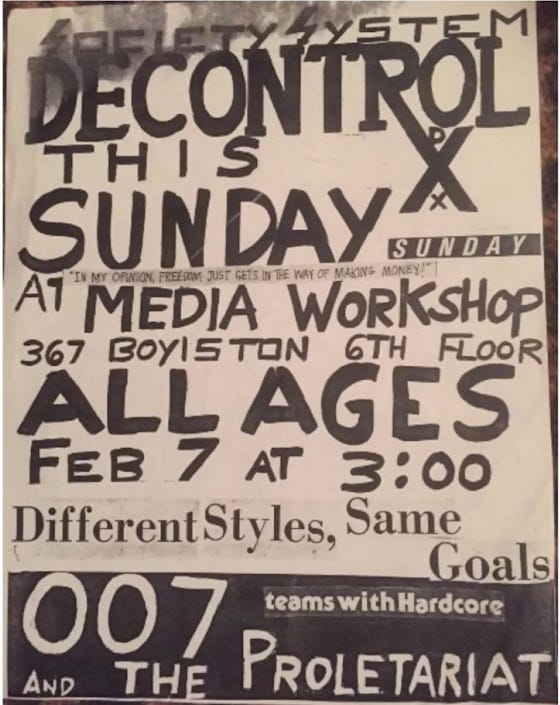 SOCIETY SYSTEM
DECONTROL
THIS
X
P
x
SUNDAY
SUNDAY
"IN MY OPINION, FREEDOM JUST GETS IN THE WAY OF MAKING MONEY!"
AT MEDIA WORKSHOP
367 BOYlSTON 6TH FLOOR
ALL AGES
FEB 7 AT 3:00
Different Styles, Same
Goals
007 teams with Hardcore
AND THE PROLETARIAT